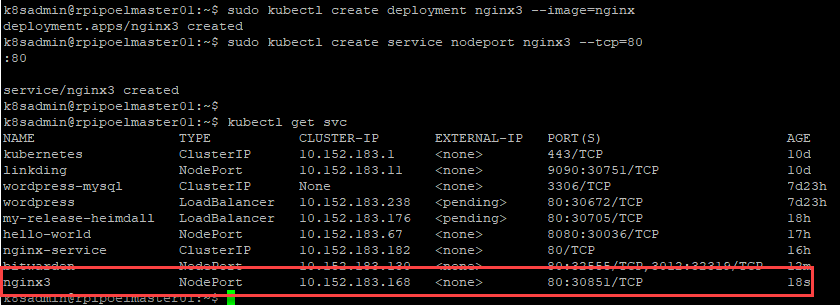 k8sadmin@rpipoelmaster01:~$ sudo kubectl create deployment nginx3 --image=nginx
deployment.apps/nginx3 created
k8sadmin@rpipoelmaster01:~$ sudo kubectl create service nodeport nginx3 --tcp=80
:80
service/nginx3 created
k8sadmin@rpipoelmaster01:~$
k8sadmin@rpipoelmaster01:~$ kubectl get svc
NAME TYPE CLUSTER-IP EXTERNAL-IP PORT(S) AGE
kubernetes ClusterIP 10.152.183.1 <none> 443/TCP 10d
linkding NodePort 10.152.183.11 <none> 9090:30751/TCP 10d
wordpress-mysql ClusterIP None <none> 3306/TCP 7d23h
wordpress LoadBalancer 10.152.183.238 <pending> 80:30672/TCP 7d23h
my-release-heimdall LoadBalancer 10.152.183.176 <pending> 80:30705/TCP 18h
hello-world NodePort 10.152.183.67 <none> 8080:30036/TCP 17h
nginx-service ClusterIP 10.152.183.182 <none> 80/TCP 16h
bitwarden NodePort 10.152.183.130 <none> 80:32555/TCP,3012:32319/TCP 12m
nginx3 NodePort 10.152.183.168 <none> 80:30851/TCP 18s
k8sadmin@rpipoelmaster01:~$